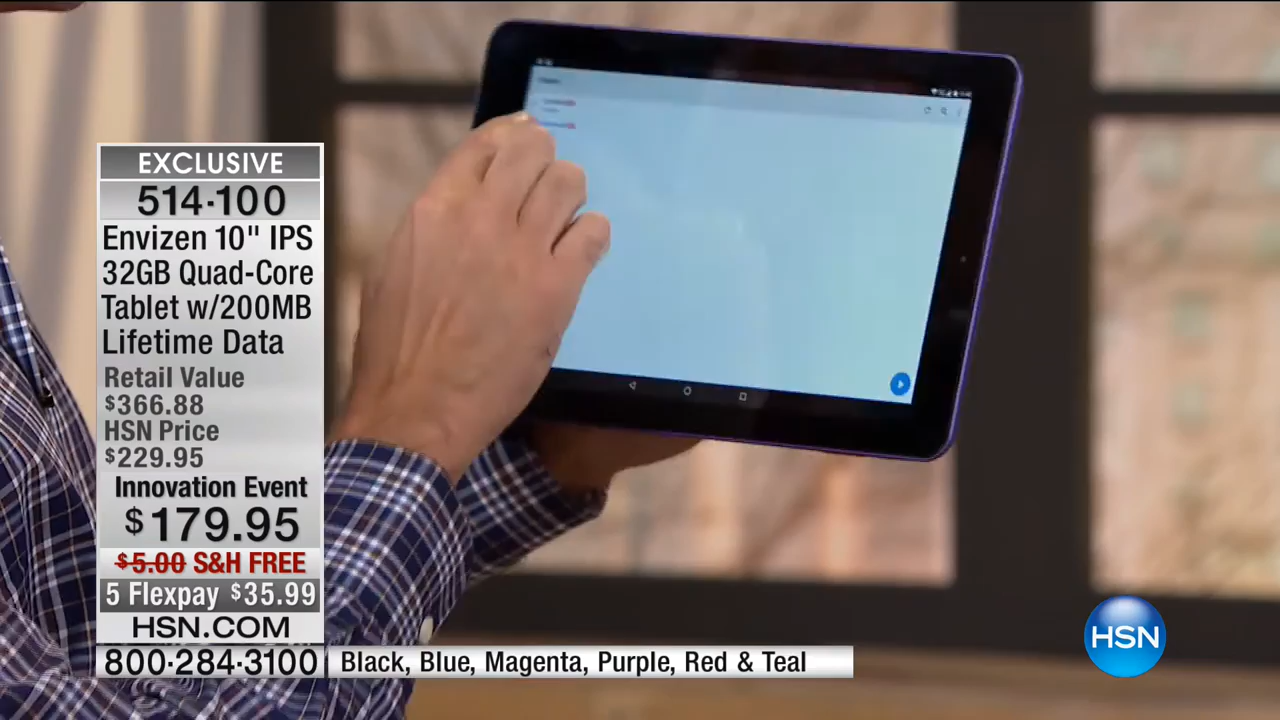 EXCLUSIVE
514-100
Envizen 10" IPS
32GB Quad-Core
Tablet w/200MB
Lifetime Data
Retail Value
$366.88
HSN Price
$229.95
Innovation Event
$179.95
$5.00 S&H FREE
5 Flexpay $35.99
HSN.COM
800-284-3100
Black, Blue, Magenta, Purple, Red & Teal
HSN